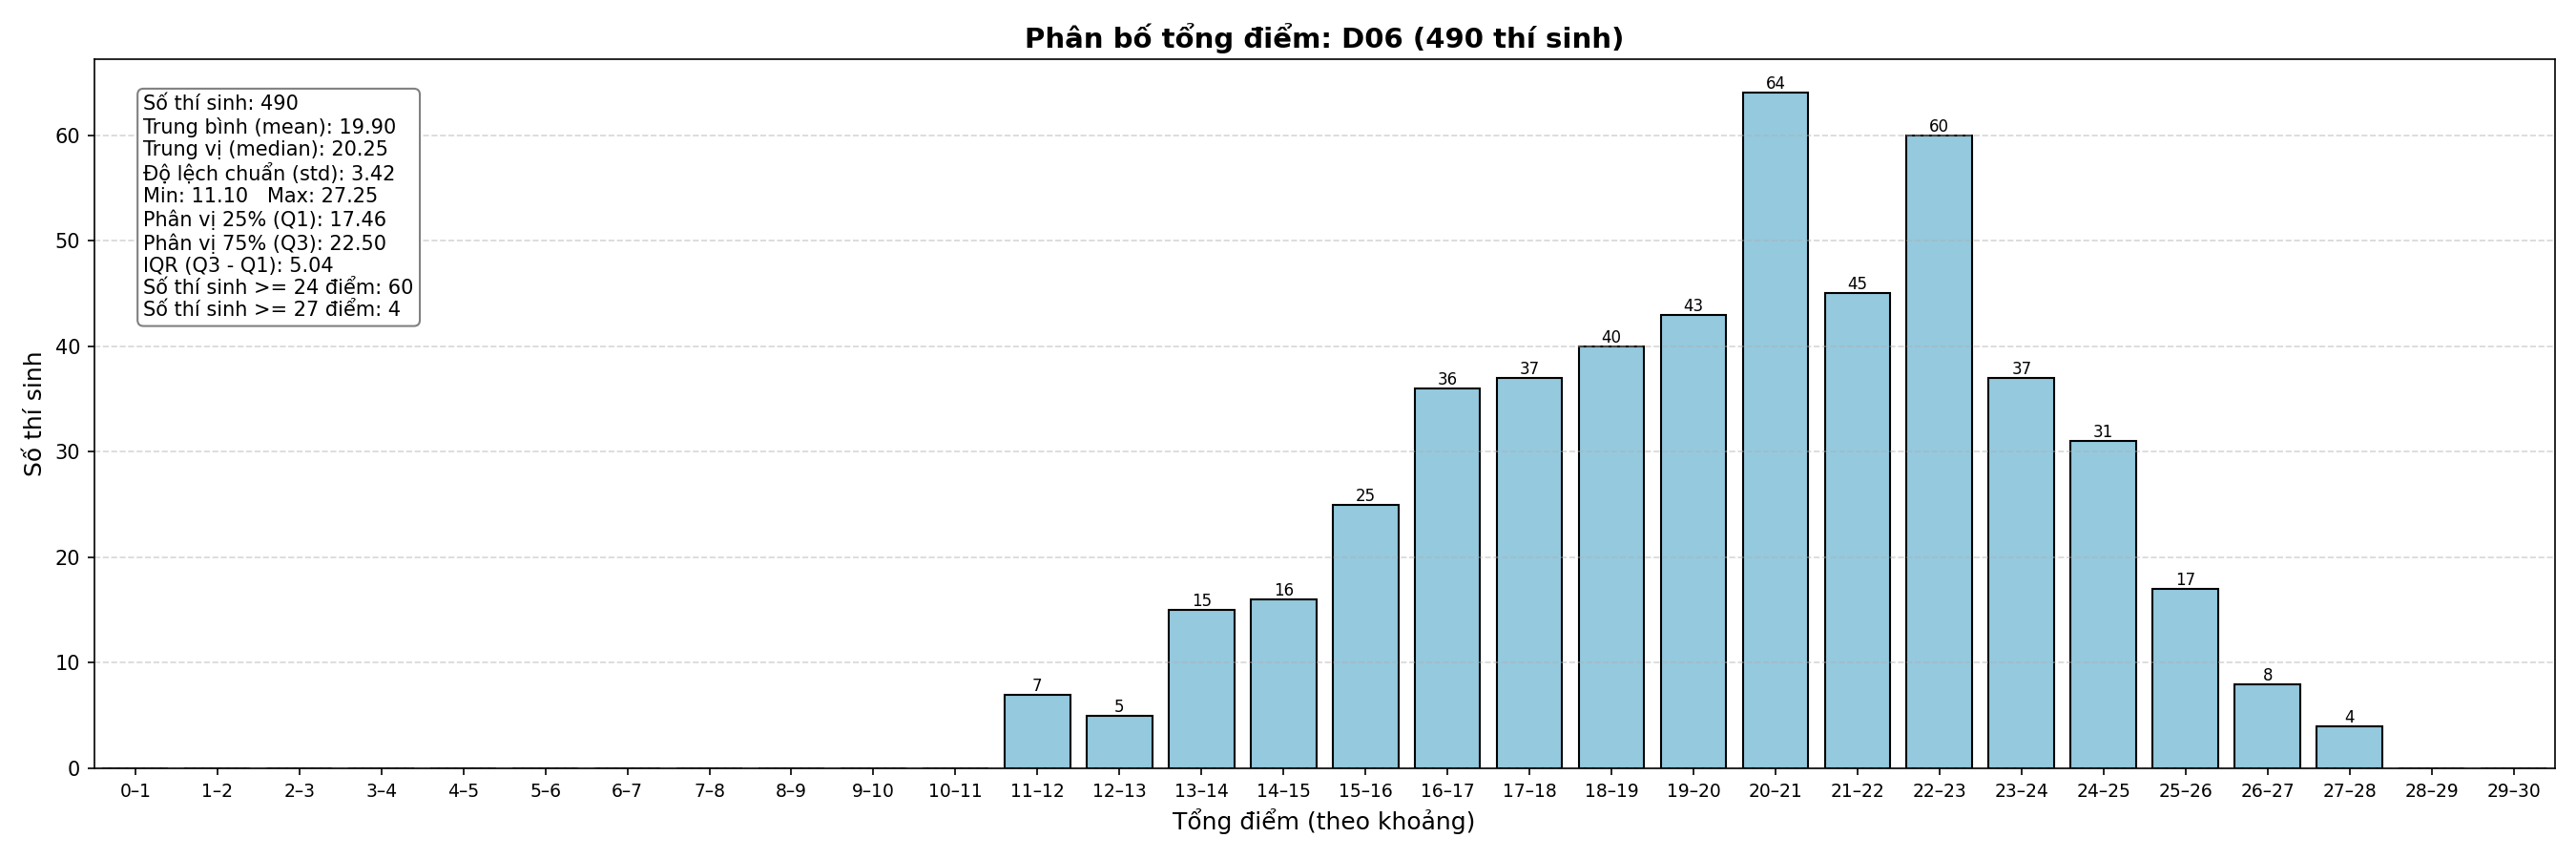 Phân bố tổng điểm: D06 (490 thí sinh)
Số thí sinh: 490
Trung bình (mean): 19.90
Trung vị (median): 20.25
Độ lệch chuẩn (std): 3.42
Min: 11.10   Max: 27.25
Phân vị 25% (Q1): 17.46
Phân vị 75% (Q3): 22.50
IQR (Q3 - Q1): 5.04
Số thí sinh >= 24 điểm: 60
Số thí sinh >= 27 điểm: 4
Số thí sinh
60
50
40
30
20
10
0
7
5
15
16
25
36
37
40
43
64
45
60
37
31
17
8
4
0–1 1–2 2–3 3–4 4–5 5–6 6–7 7–8 8–9 9–10 10–11 11–12 12–13 13–14 14–15 15–16 16–17 17–18 18–19 19–20 20–21 21–22 22–23 23–24 24–25 25–26 26–27 27–28 28–29 29–30
Tổng điểm (theo khoảng)